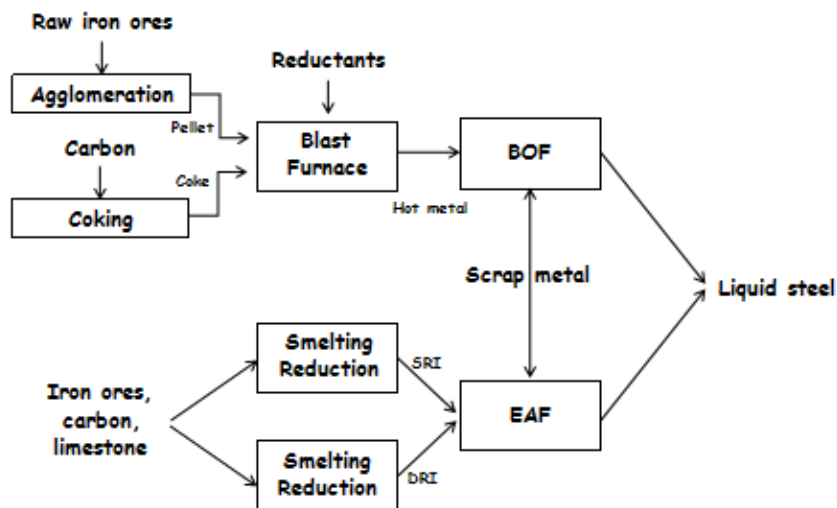 Raw iron ores
Agglomeration
Pellet
Carbon
Coke
Coking
Reductants
Blast
Furnace
Hot metal
BOF
Scrap metal
Liquid steel
Iron ores,
carbon,
limestone
Smelting
Reduction
SRI
Smelting
Reduction
DRI
EAF